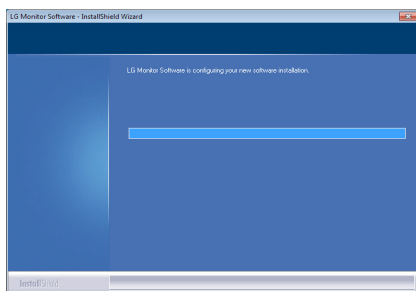 LG Monitor Software - InstallShield Wizard
LG Monitor Software is configuring your new software installation.
InstallShield